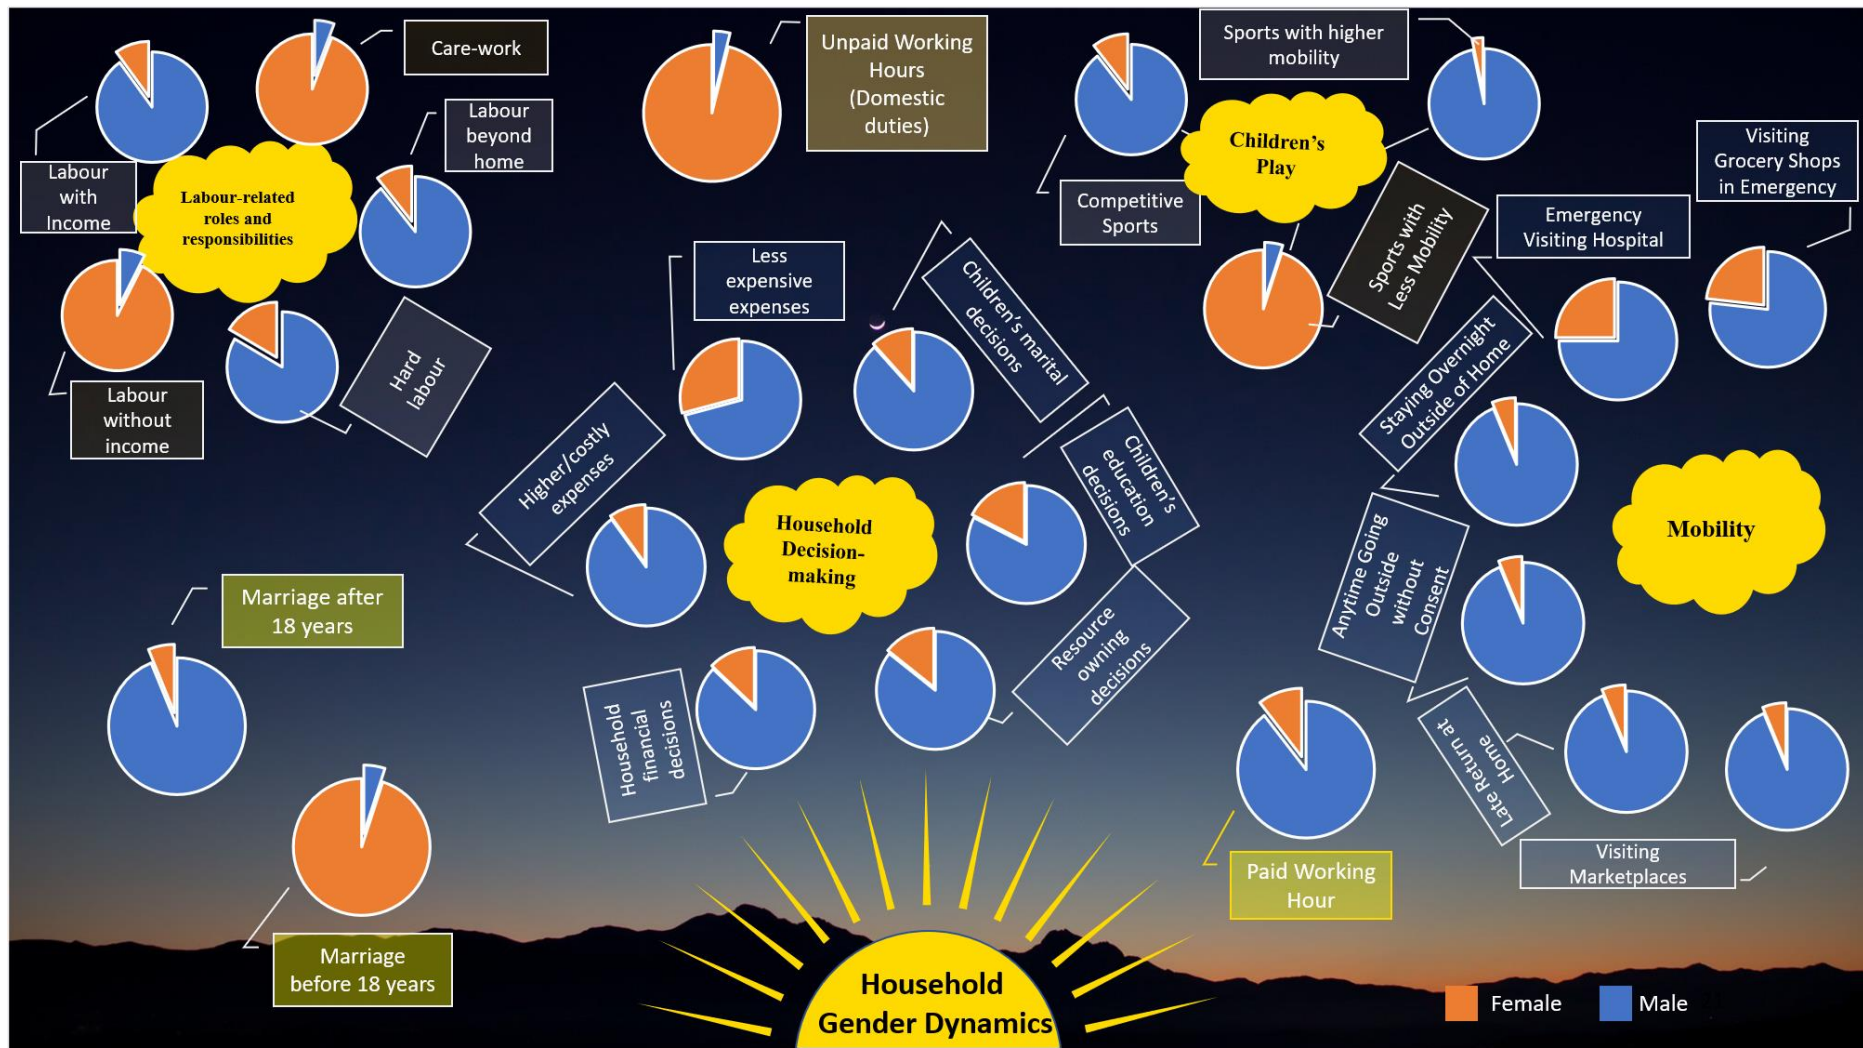 Care-work
Labour
beyond
home
Labour
with
Income
Labour-related
roles and
responsibilities
Labour
without
income
Hard
labour
Unpaid Working
Hours
(Domestic
duties)
Sports with higher
mobility
Children's
Play
Competitive
Sports
Sports with
Less Mobility
Visiting
Grocery Shops
in Emergency
Emergency
Visiting Hospital
Staying Overnight
Outside of Home
Anytime Going
Outside
without
Consent
Late Return at
Home
Visiting
Marketplaces
Mobility
Less
expensive
expenses
Children's marital
decisions
Children's
education
decisions
Higher/costly
expenses
Household
Decision-
making
Resource
owning
decisions
Household
financial
decisions
Marriage after
18 years
Marriage
before 18 years
Paid Working
Hour
Household
Gender Dynamics
Female
Male